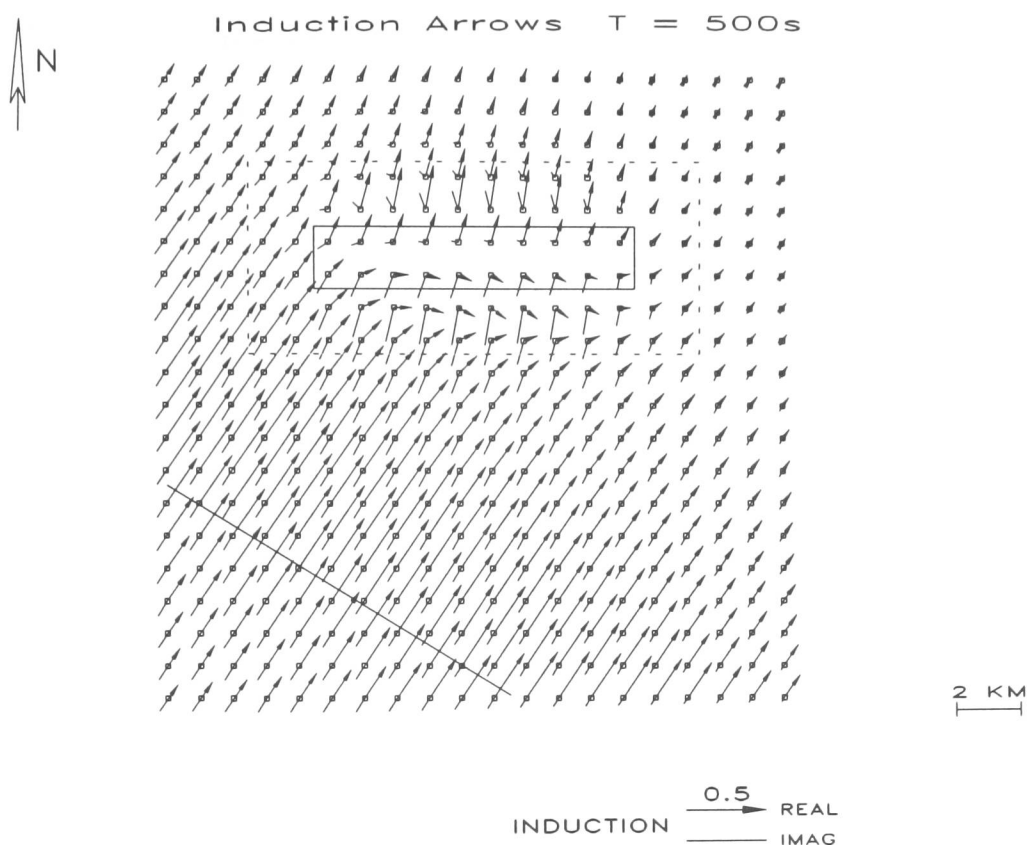 Induction Arrows T = 500s
N
2 KM
0.5
INDUCTION
REAL
IMAG